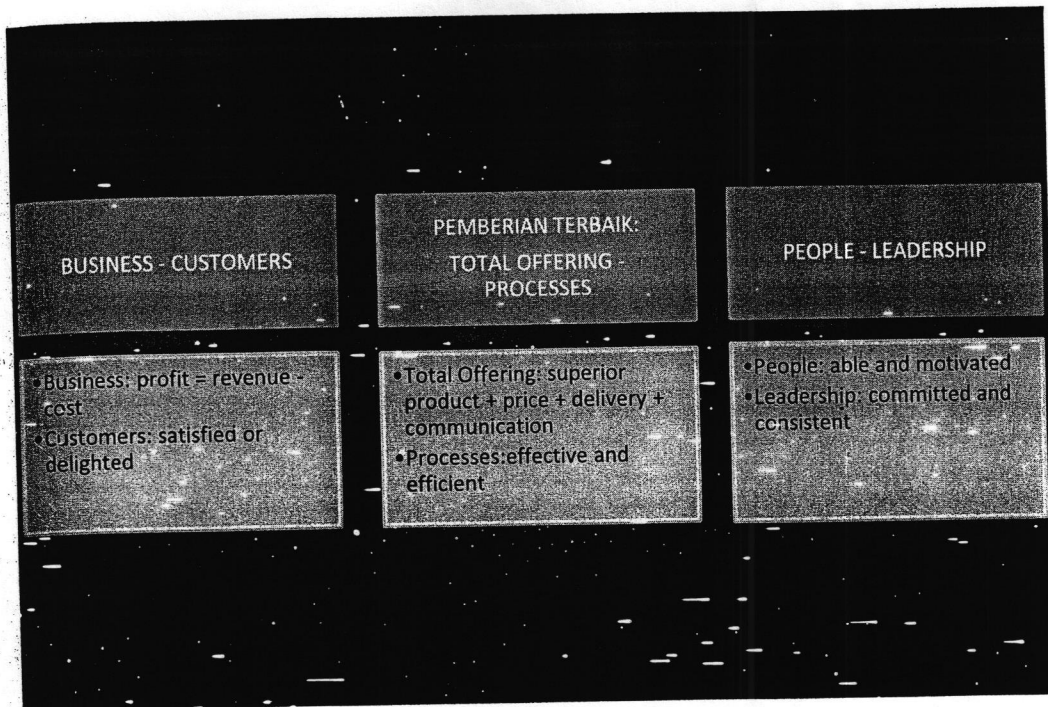 BUSINESS - CUSTOMERS
•Business: profit = revenue -
cost
•Customers: satisfied or
delighted
PEMBERIAN TERBAIK:
TOTAL OFFERING -
PROCESSES
•Total Offering: superior
product + price + delivery +
communication
•Processes:effective and
efficient
PEOPLE - LEADERSHIP
•People: able and motivated
•Leadership: committed and
consistent